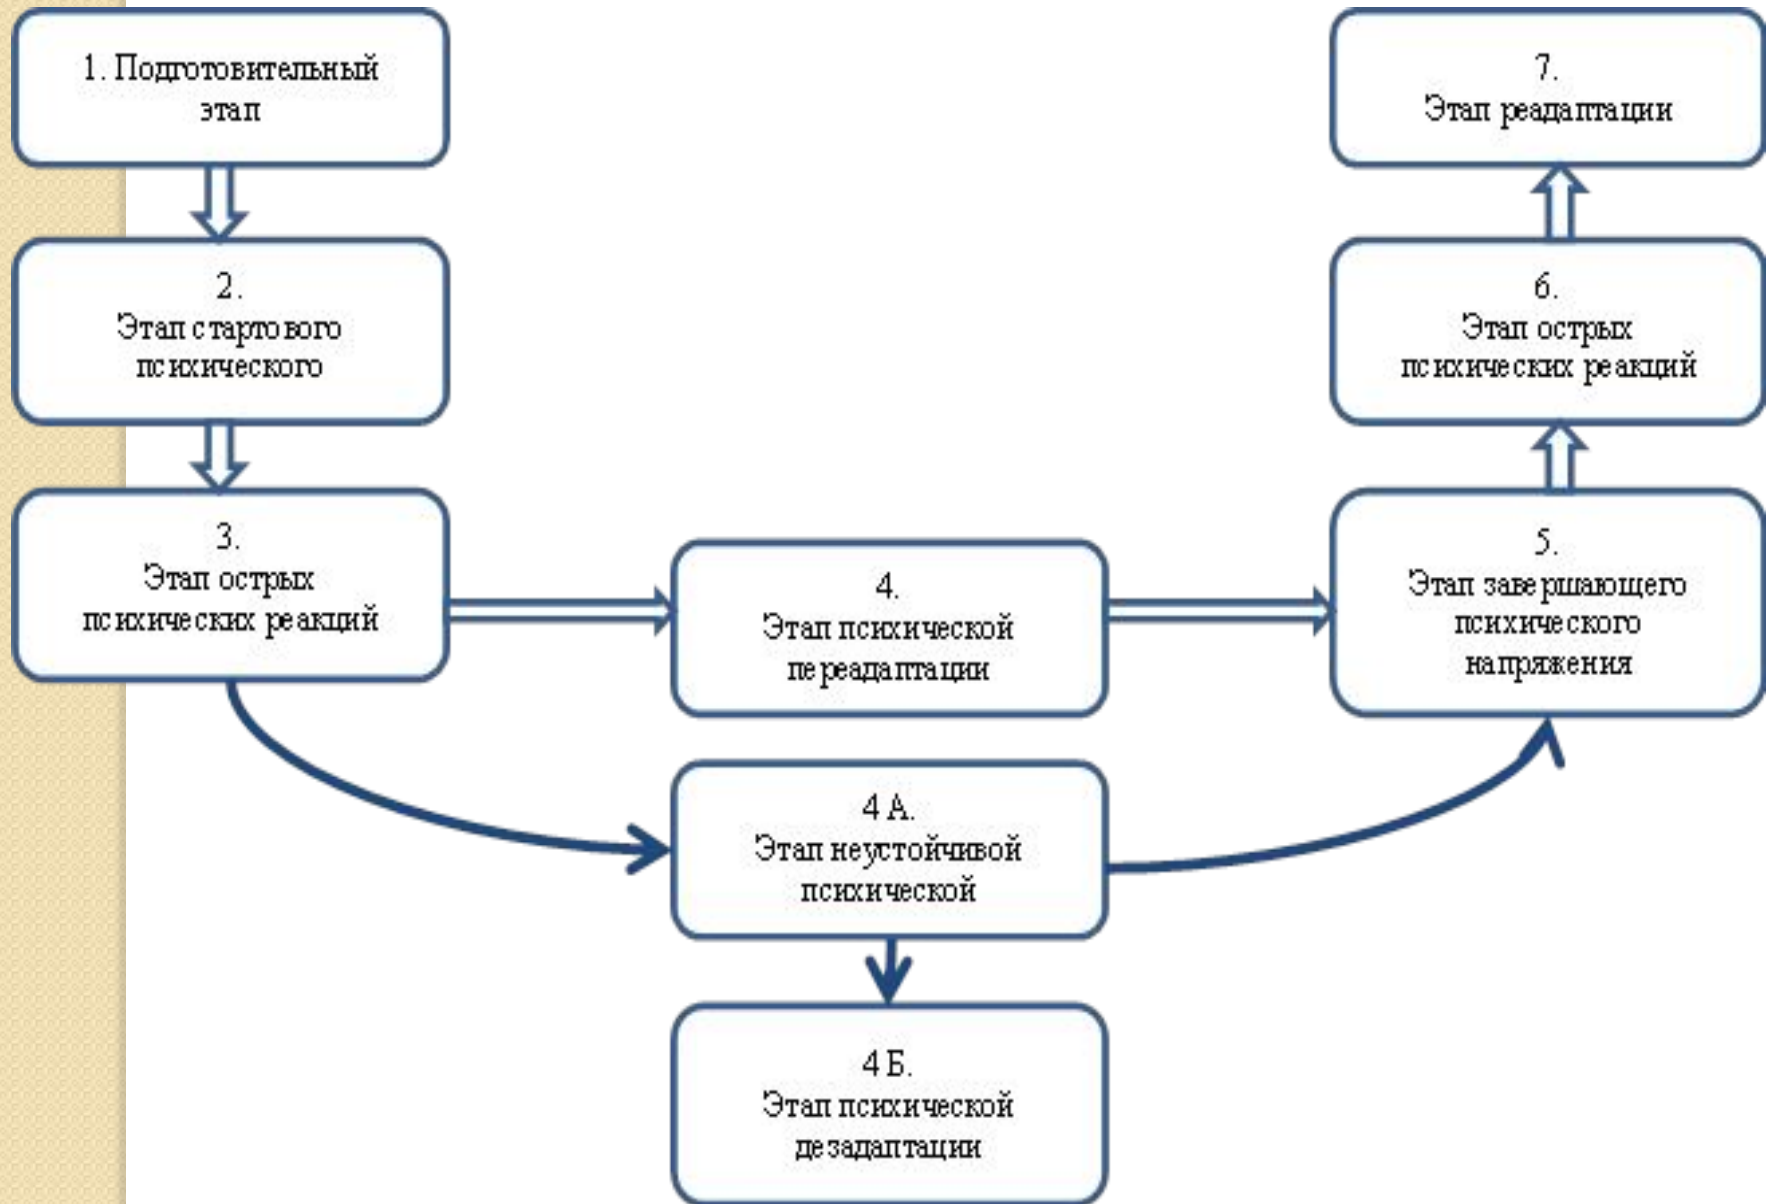 1. Подготовительный
этап
2.
Этап стартового
психического
3.
Этап острых
психических реакций
4.
Этап психической
переадаптации
4 А.
Этап неустойчивой
психической
4 Б.
Этап психической
дезадаптации
5.
Этап завершающего
психического
напряжения
6.
Этап острых
психических реакций
7.
Этап реадаптации